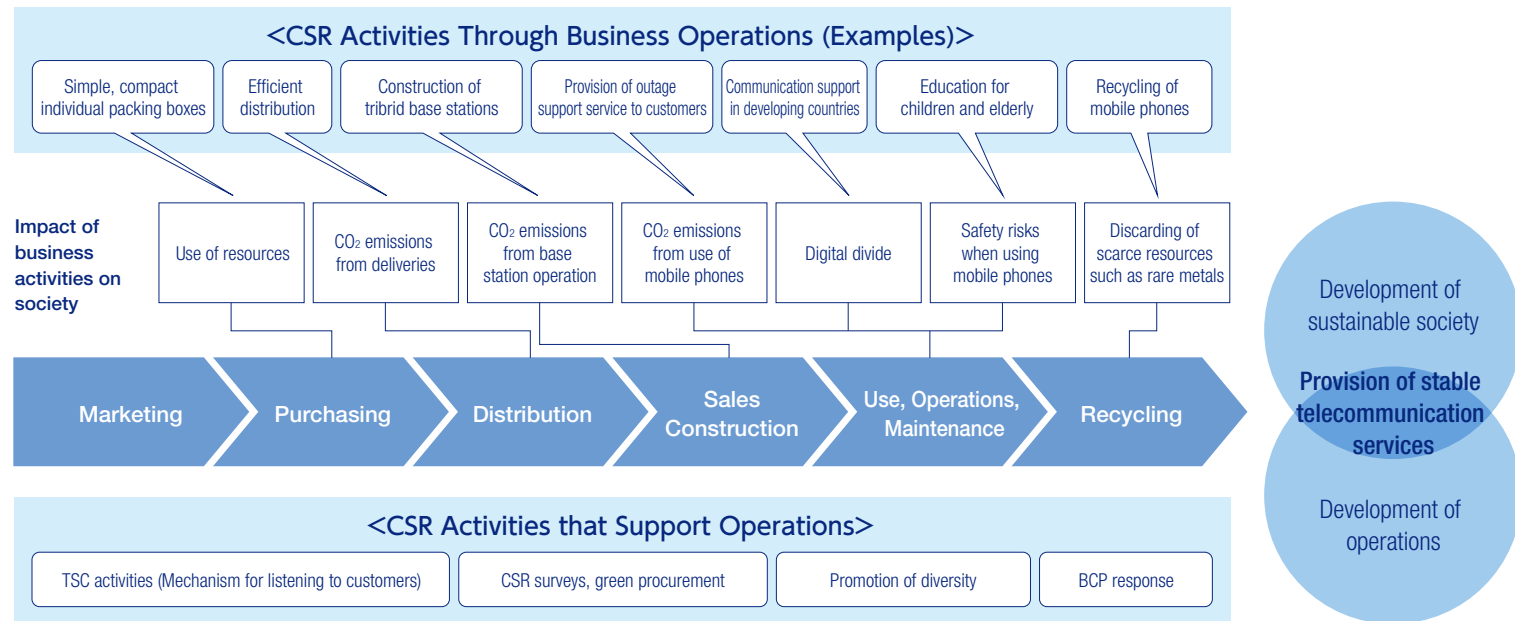 <CSR Activities Through Business Operations (Examples)>
Simple, compact
individual packing boxes
Efficient
distribution
Construction of
tribrid base stations
Provision of outage
support service to customers
Communication support
in developing countries
Education for
children and elderly
Recycling of
mobile phones
Impact of
business
activities on
society
Use of resources
CO₂ emissions
from deliveries
CO₂ emissions
from base
station operation
CO₂ emissions
from use of
mobile phones
Digital divide
Safety risks
when using
mobile phones
Discarding of
scarce resources
such as rare metals
Marketing
Purchasing
Distribution
Sales
Construction
Use, Operations,
Maintenance
Recycling
Development of
sustainable society
Provision of stable
telecommunication
services
Development of
operations
<CSR Activities that Support Operations>
TSC activities (Mechanism for listening to customers)
CSR surveys, green procurement
Promotion of diversity
BCP response